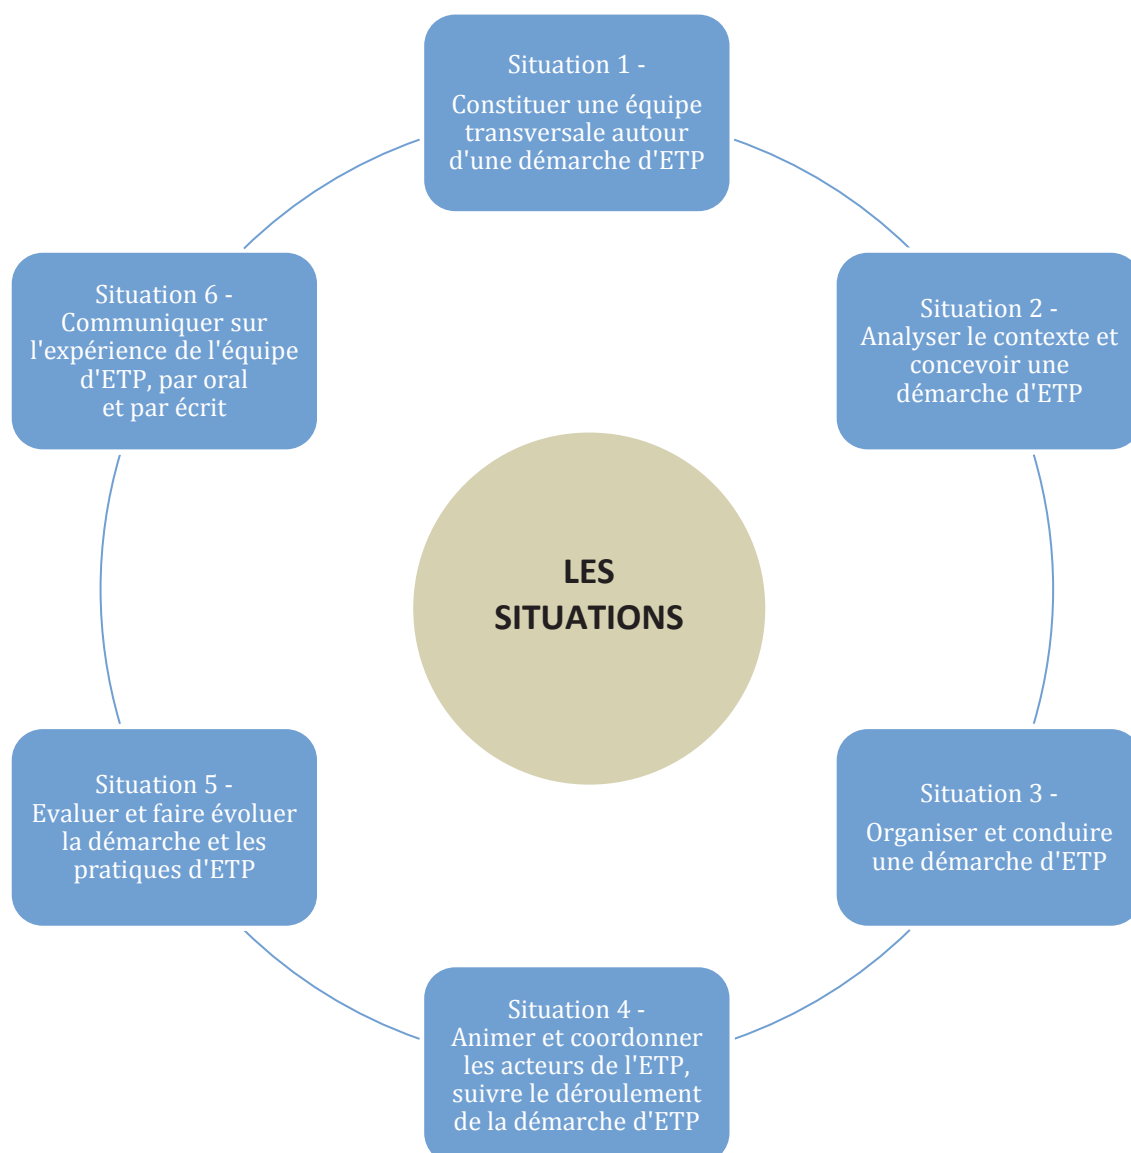 Situation 1 -
Constituer une équipe
transversale autour
d'une démarche d'ETP
Situation 2 -
Analyser le contexte et
concevoir une
démarche d'ETP
Situation 3 -
Organiser et conduire
une démarche d'ETP
Situation 4 -
Animer et coordonner
les acteurs de l'ETP,
suivre le déroulement
de la démarche d'ETP
Situation 5 -
Evaluer et faire évoluer
la démarche et les
pratiques d'ETP
Situation 6 -
Communiquer sur
l'expérience de l'équipe
d'ETP, par oral
et par écrit
LES
SITUATIONS